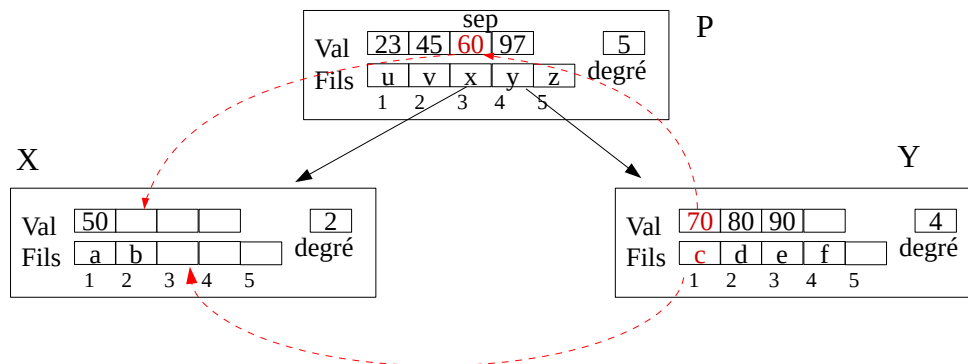 sep
P
Val 23 45 60 97 5
Fils u v x y z degré
1 2 3 4 5
X
Y
Val 50 2
Fils a b degré
1 2 3 4 5
Val 70 80 90 4
Fils c d e f degré
1 2 3 4 5